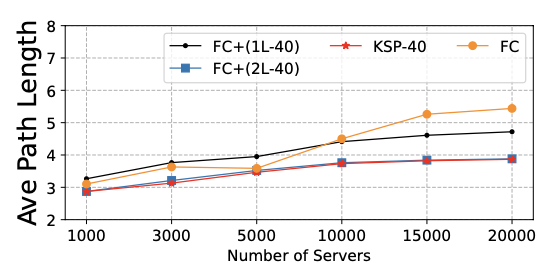 8
7
6
5
4
3
2
Ave Path Length
FC+(1L-40)
KSP-40
FC
FC+(2L-40)
1000
3000
5000
10000
15000
20000
Number of Servers